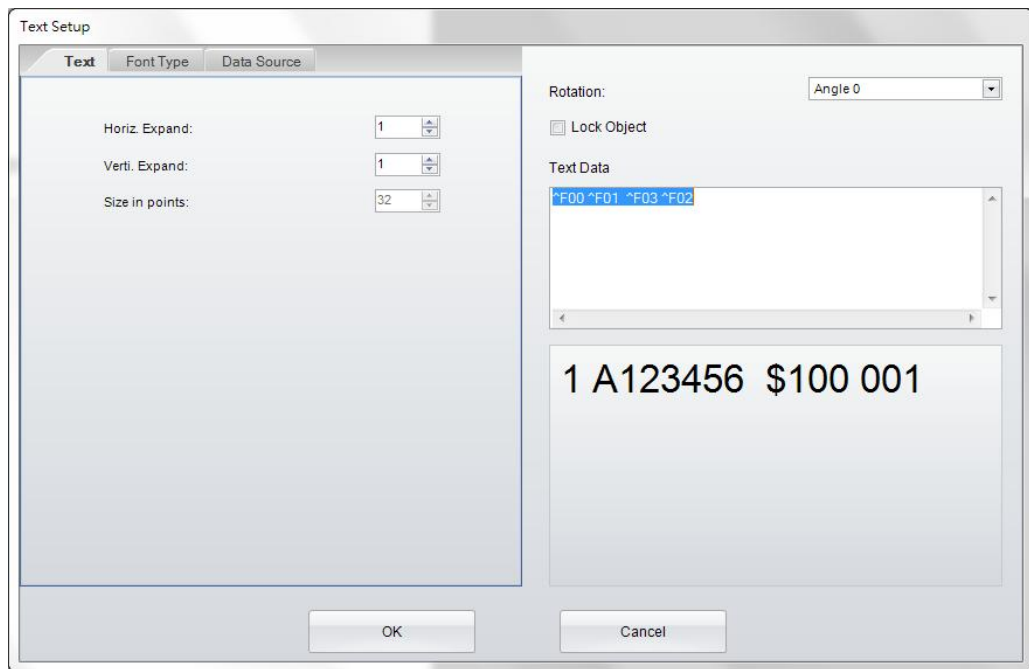 Text Setup
Text Font Type Data Source
Horiz. Expand: 1
Verti. Expand: 1
Size in points: 32
Rotation: Angle 0
Lock Object
Text Data
^F00 ^F01  ^F03 ^F02
1 A123456  $100 001
OK Cancel